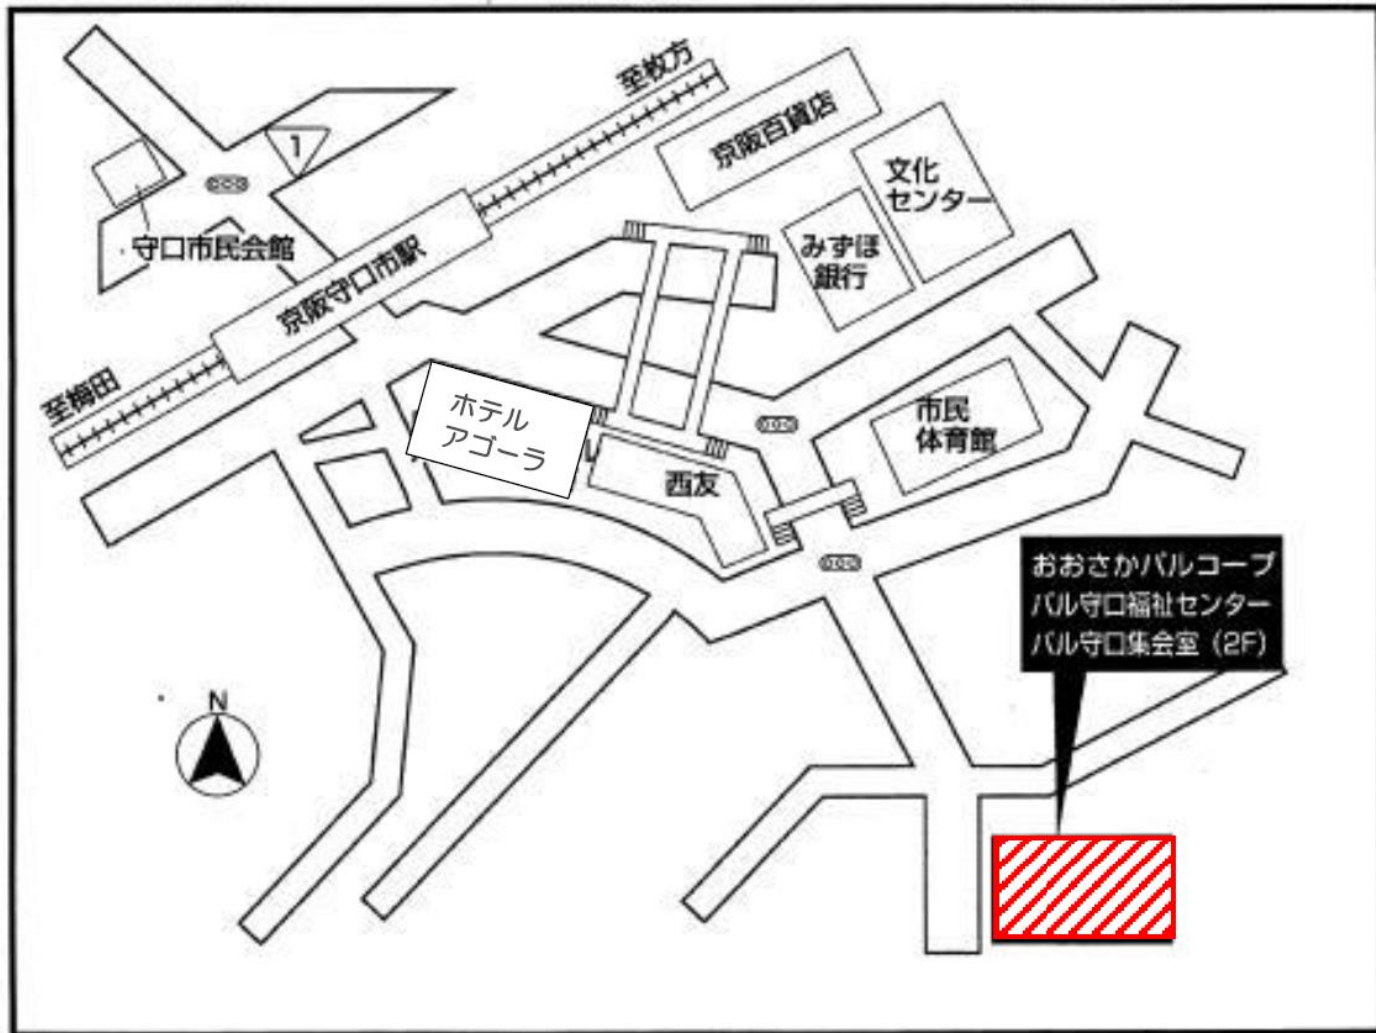 至枚方
京阪百貨店
文化
センター
1
守口市民会館
京阪守口市駅
みずほ
銀行
至梅田
ホテル
アゴーラ
市民
体育館
西友
おおさかパルコープ
パル守口福祉センター
パル守口集会室（2F）
N